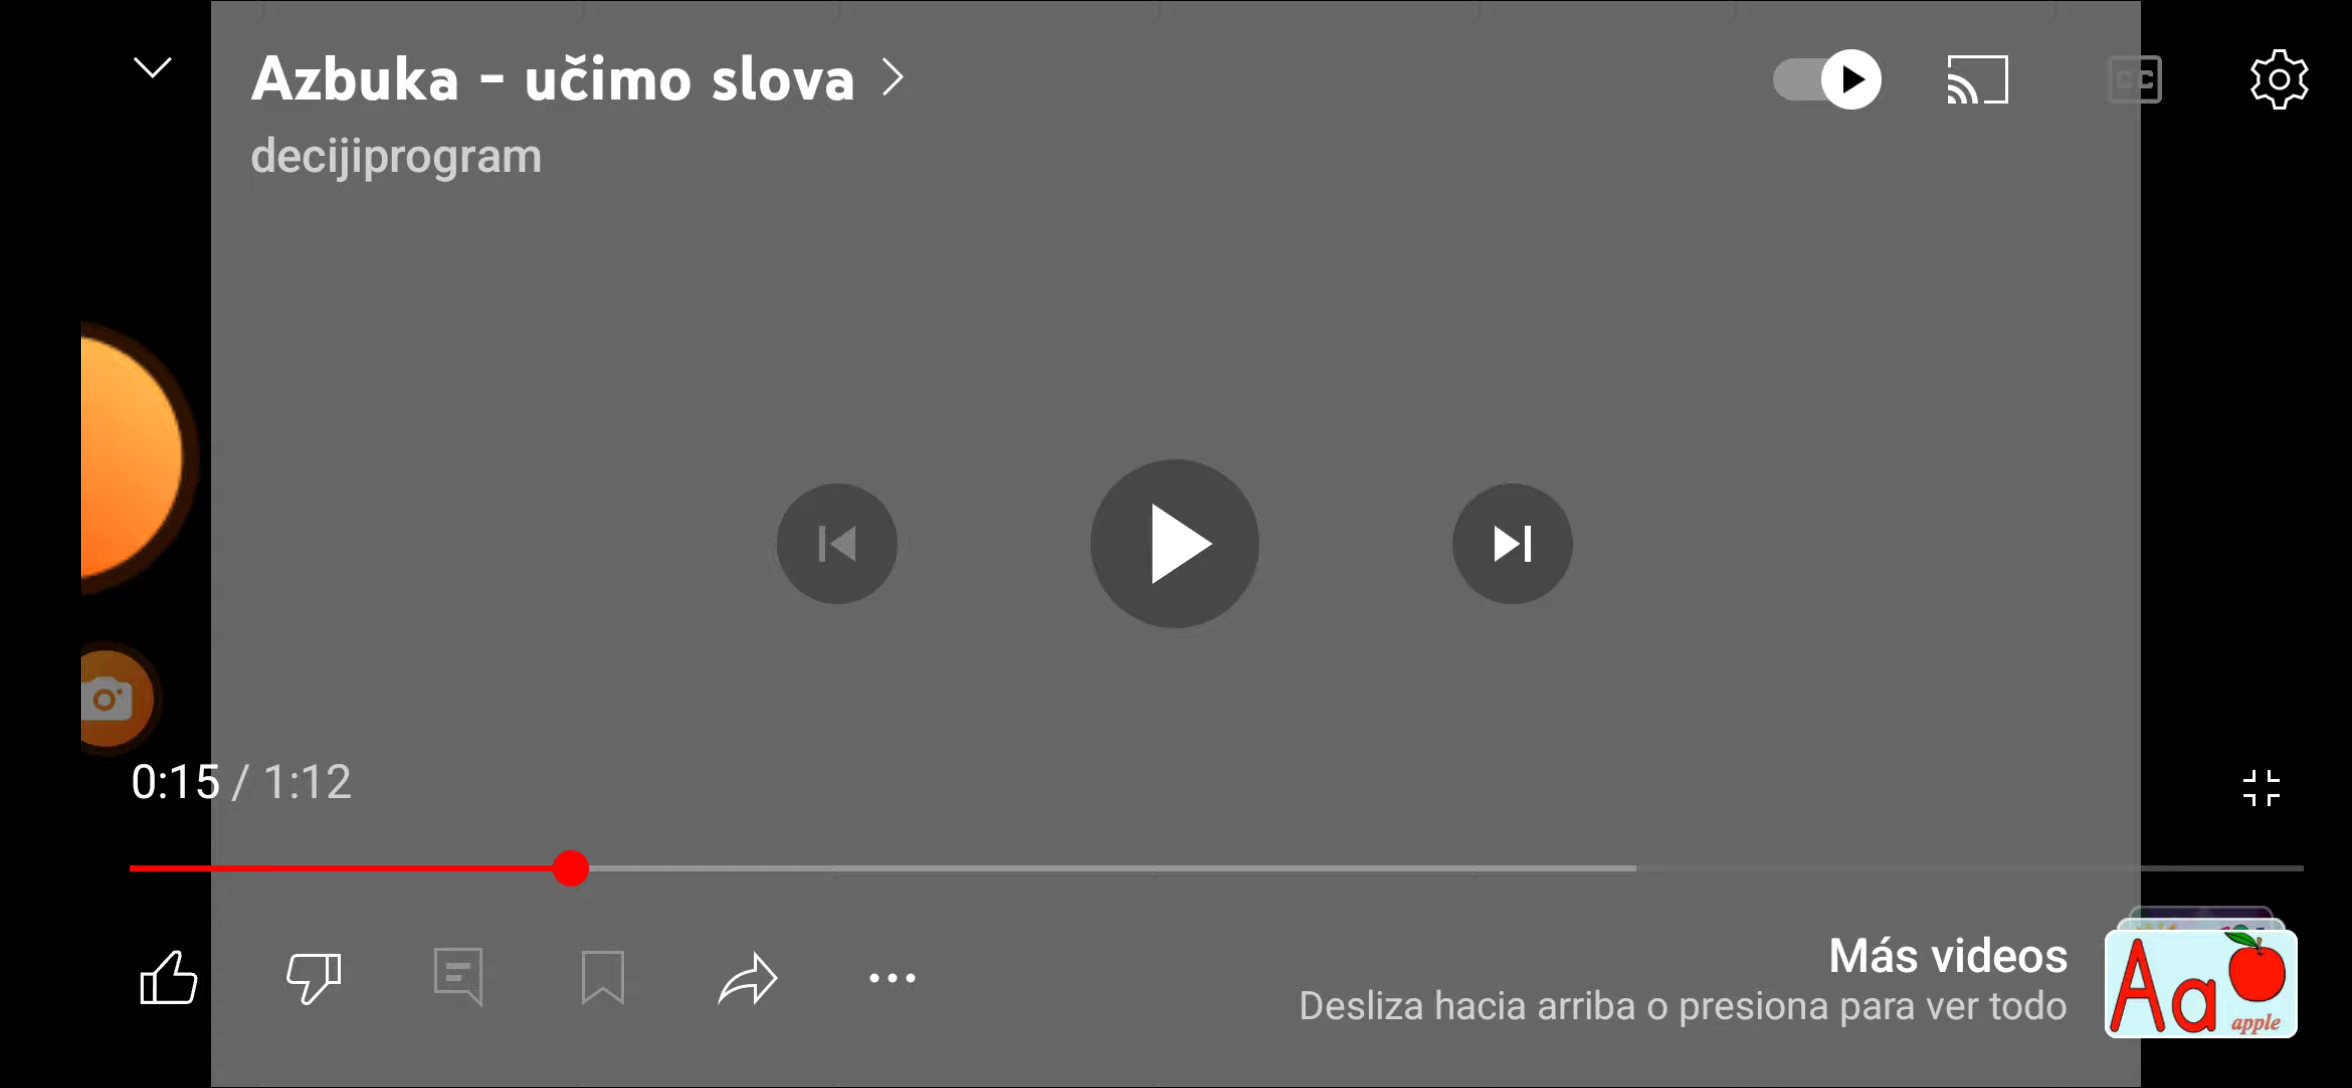 Azbuka - učimo slova
decijiprogram
CC
0:15 / 1:12
Más videos
Desliza hacia arriba o presiona para ver todo
Aa
apple